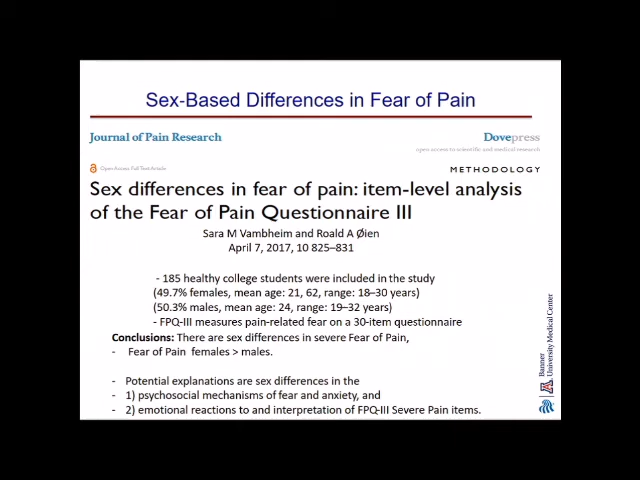 Sex-Based Differences in Fear of Pain
Journal of Pain Research
Dovepress
open access to scientific and medical research
Open Access Full Text Article
METHODOLOGY
Sex differences in fear of pain: item-level analysis
of the Fear of Pain Questionnaire III
Sara M Vambheim and Roald A Øien
April 7, 2017, 10 825–831
- 185 healthy college students were included in the study
(49.7% females, mean age: 21, 62, range: 18–30 years)
(50.3% males, mean age: 24, range: 19–32 years)
- FPQ-III measures pain-related fear on a 30-item questionnaire
Conclusions: There are sex differences in severe Fear of Pain,
- Fear of Pain females > males.
- Potential explanations are sex differences in the
- 1) psychosocial mechanisms of fear and anxiety, and
- 2) emotional reactions to and interpretation of FPQ-III Severe Pain items.
Banner
University Medical Center
A